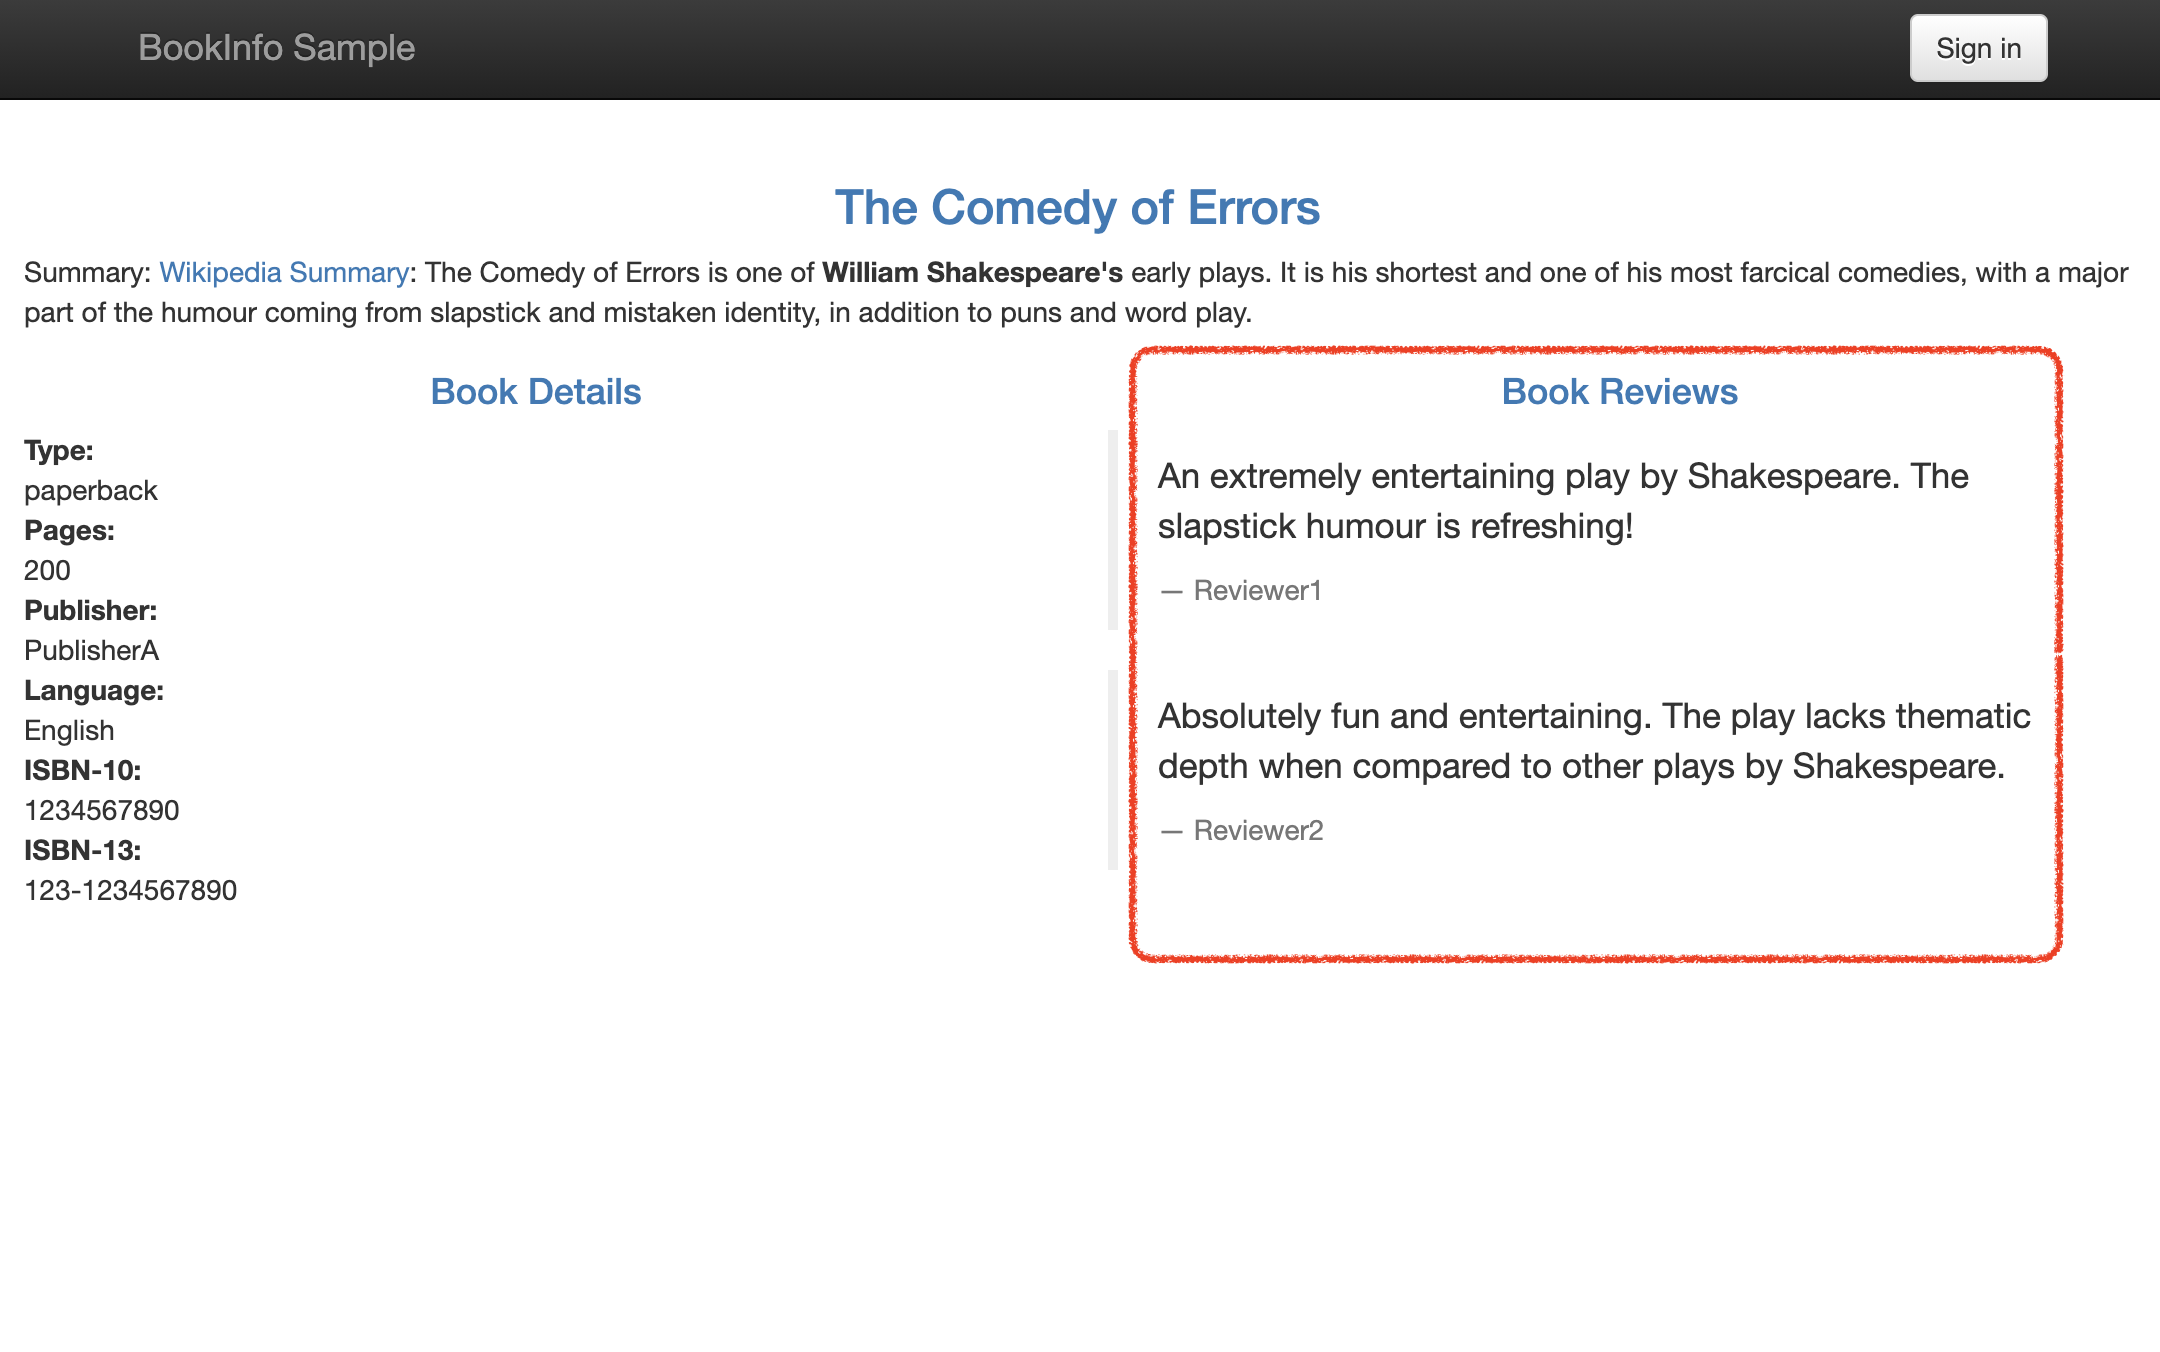 BookInfo Sample
Sign in
The Comedy of Errors
Summary: Wikipedia Summary: The Comedy of Errors is one of William Shakespeare's early plays. It is his shortest and one of his most farcical comedies, with a major
part of the humour coming from slapstick and mistaken identity, in addition to puns and word play.
Book Details
Type:
paperback
Pages:
200
Publisher:
PublisherA
Language:
English
ISBN-10:
1234567890
ISBN-13:
123-1234567890
Book Reviews
An extremely entertaining play by Shakespeare. The
slapstick humour is refreshing!
— Reviewer1
Absolutely fun and entertaining. The play lacks thematic
depth when compared to other plays by Shakespeare.
— Reviewer2